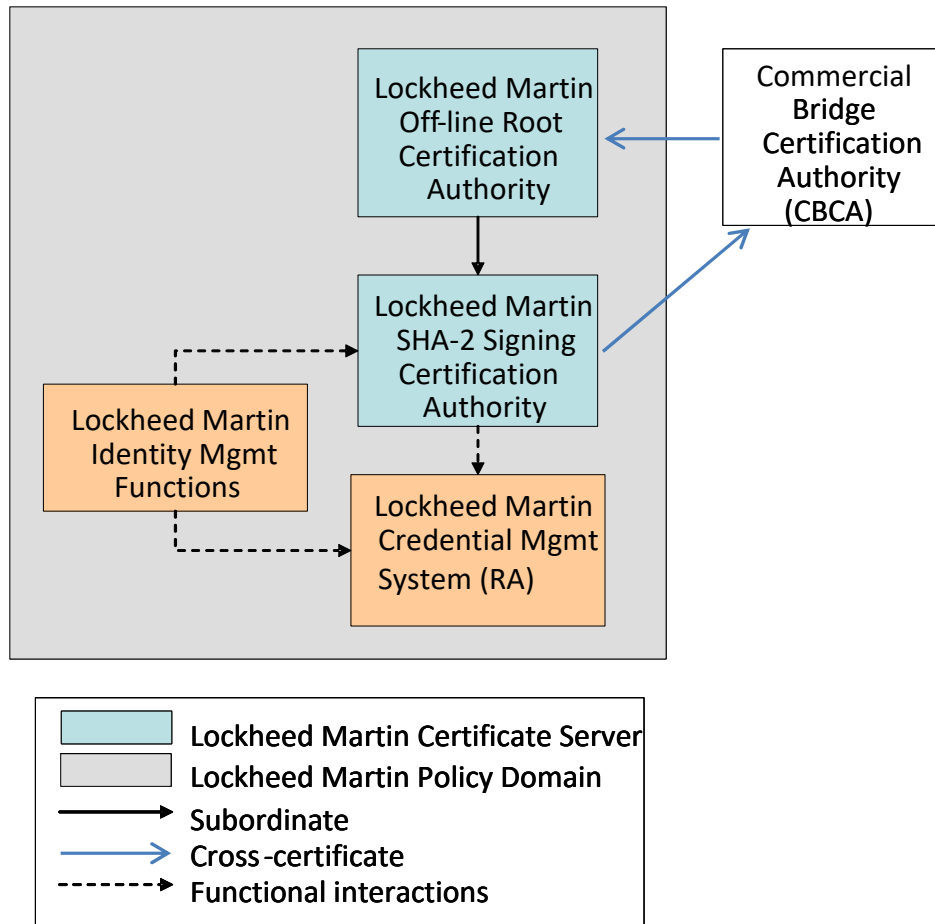 Lockheed Martin
Off-line Root
Certification
Authority
Commercial
Bridge
Certification
Authority
(CBCA)
Lockheed Martin
SHA-2 Signing
Certification
Authority
Lockheed Martin
Identity Mgmt
Functions
Lockheed Martin
Credential Mgmt
System (RA)
Lockheed Martin Certificate Server
Lockheed Martin Policy Domain
Subordinate
Cross-certificate
Functional interactions